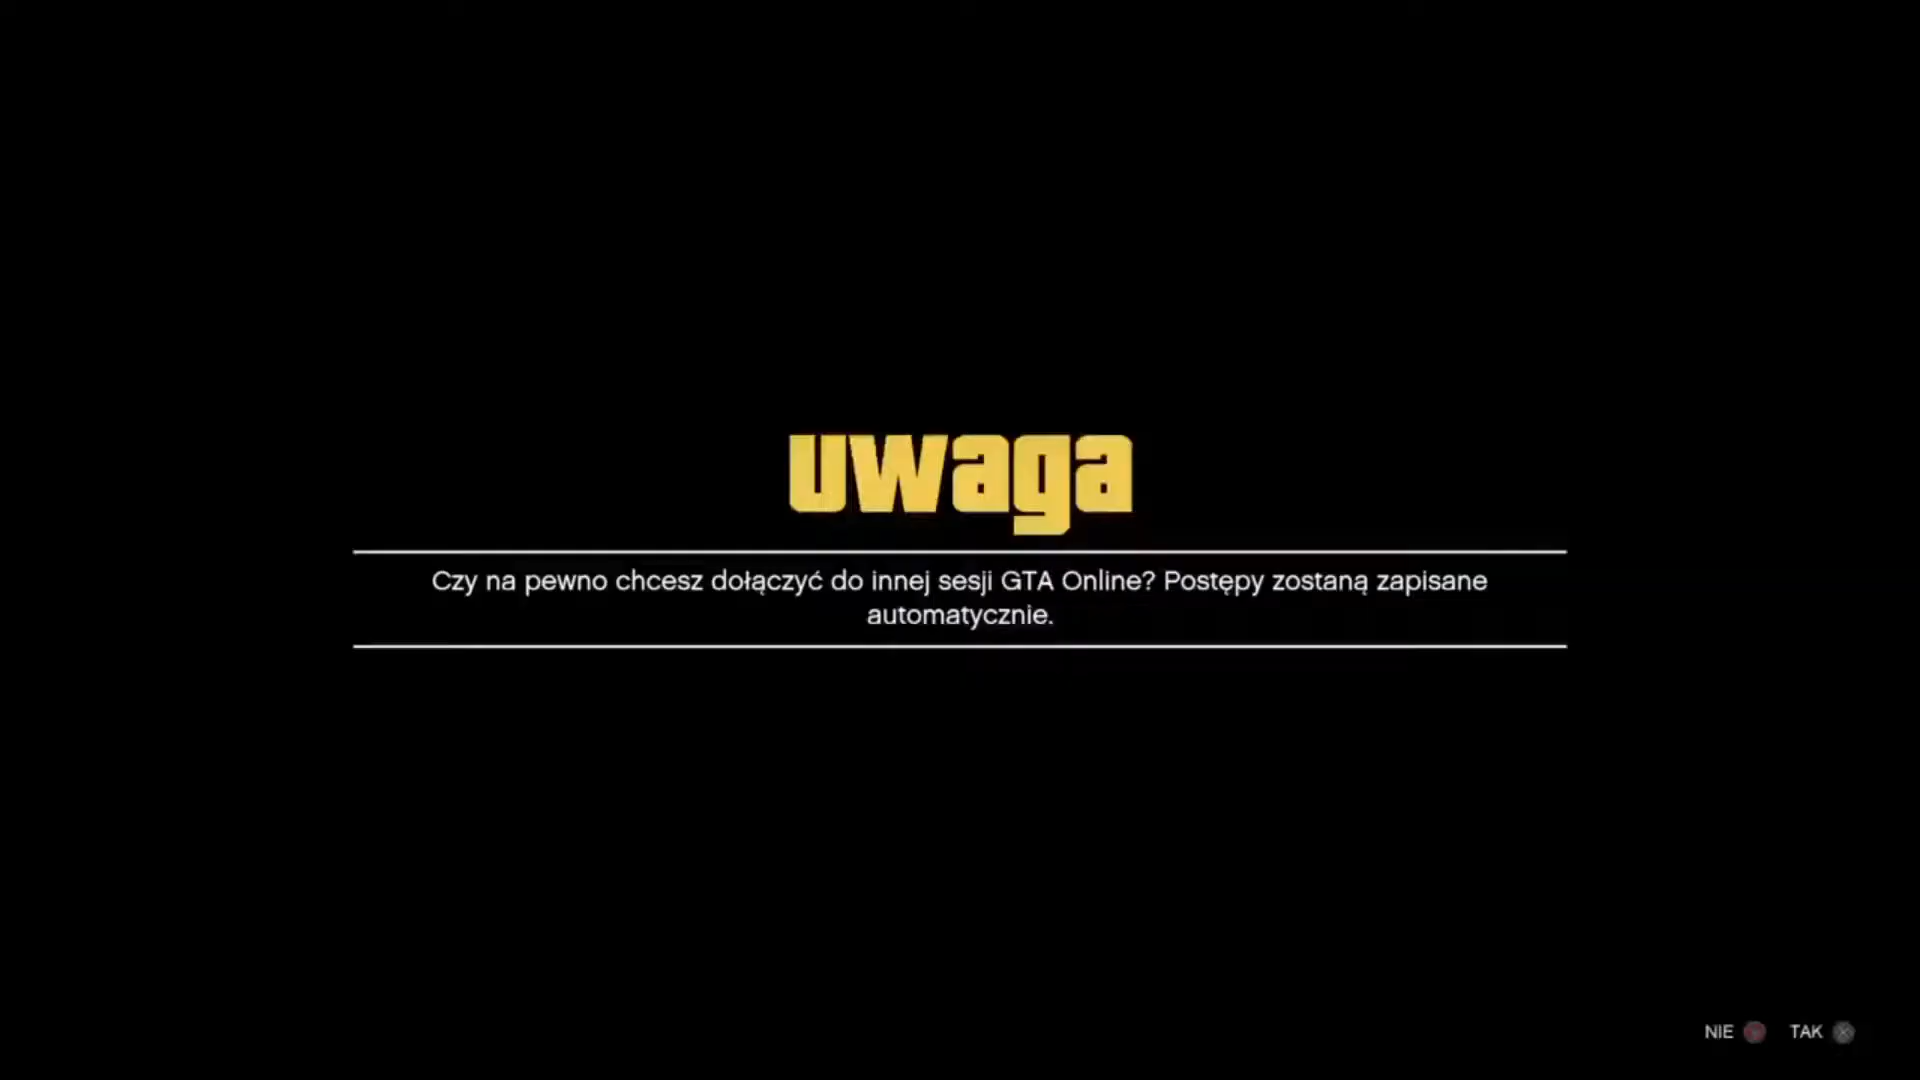 uwaga
Czy na pewno chcesz dołączyć do innej sesji GTA Online? Postępy zostaną zapisane
automatycznie.
NIE TAK